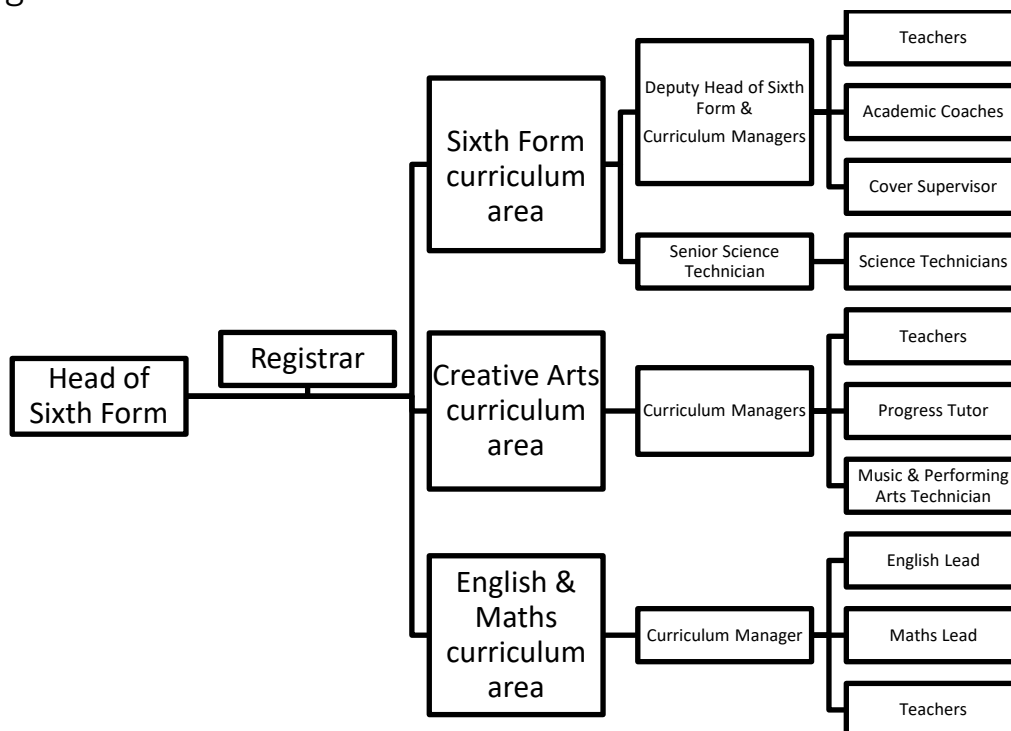 Head of
Sixth Form
Registrar
Sixth Form
curriculum
area
Deputy Head of Sixth
Form &
Curriculum Managers
Teachers
Academic Coaches
Cover Supervisor
Senior Science
Technician
Science Technicians
Creative Arts
curriculum
area
Curriculum Managers
Teachers
Progress Tutor
Music & Performing
Arts Technician
English &
Maths
curriculum
area
Curriculum Manager
English Lead
Maths Lead
Teachers